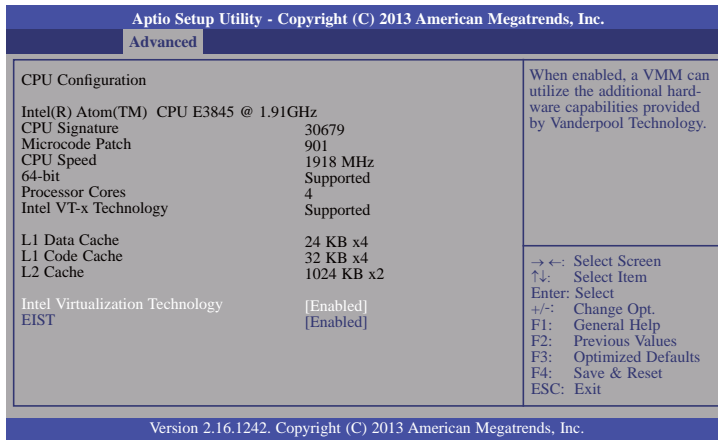 Aptio Setup Utility - Copyright (C) 2013 American Megatrends, Inc.
Advanced
CPU Configuration
Intel(R) Atom(TM) CPU E3845 @ 1.91GHz
CPU Signature 30679
Microcode Patch 901
CPU Speed 1918 MHz
64-bit Supported
Processor Cores 4
Intel VT-x Technology Supported
L1 Data Cache 24 KB x4
L1 Code Cache 32 KB x4
L2 Cache 1024 KB x2
Intel Virtualization Technology [Enabled]
EIST [Enabled]
When enabled, a VMM can
utilize the additional hard-
ware capabilities provided
by Vanderpool Technology.
→ ←: Select Screen
↑↓: Select Item
Enter: Select
+/-: Change Opt.
F1: General Help
F2: Previous Values
F3: Optimized Defaults
F4: Save & Reset
ESC: Exit
Version 2.16.1242. Copyright (C) 2013 American Megatrends, Inc.